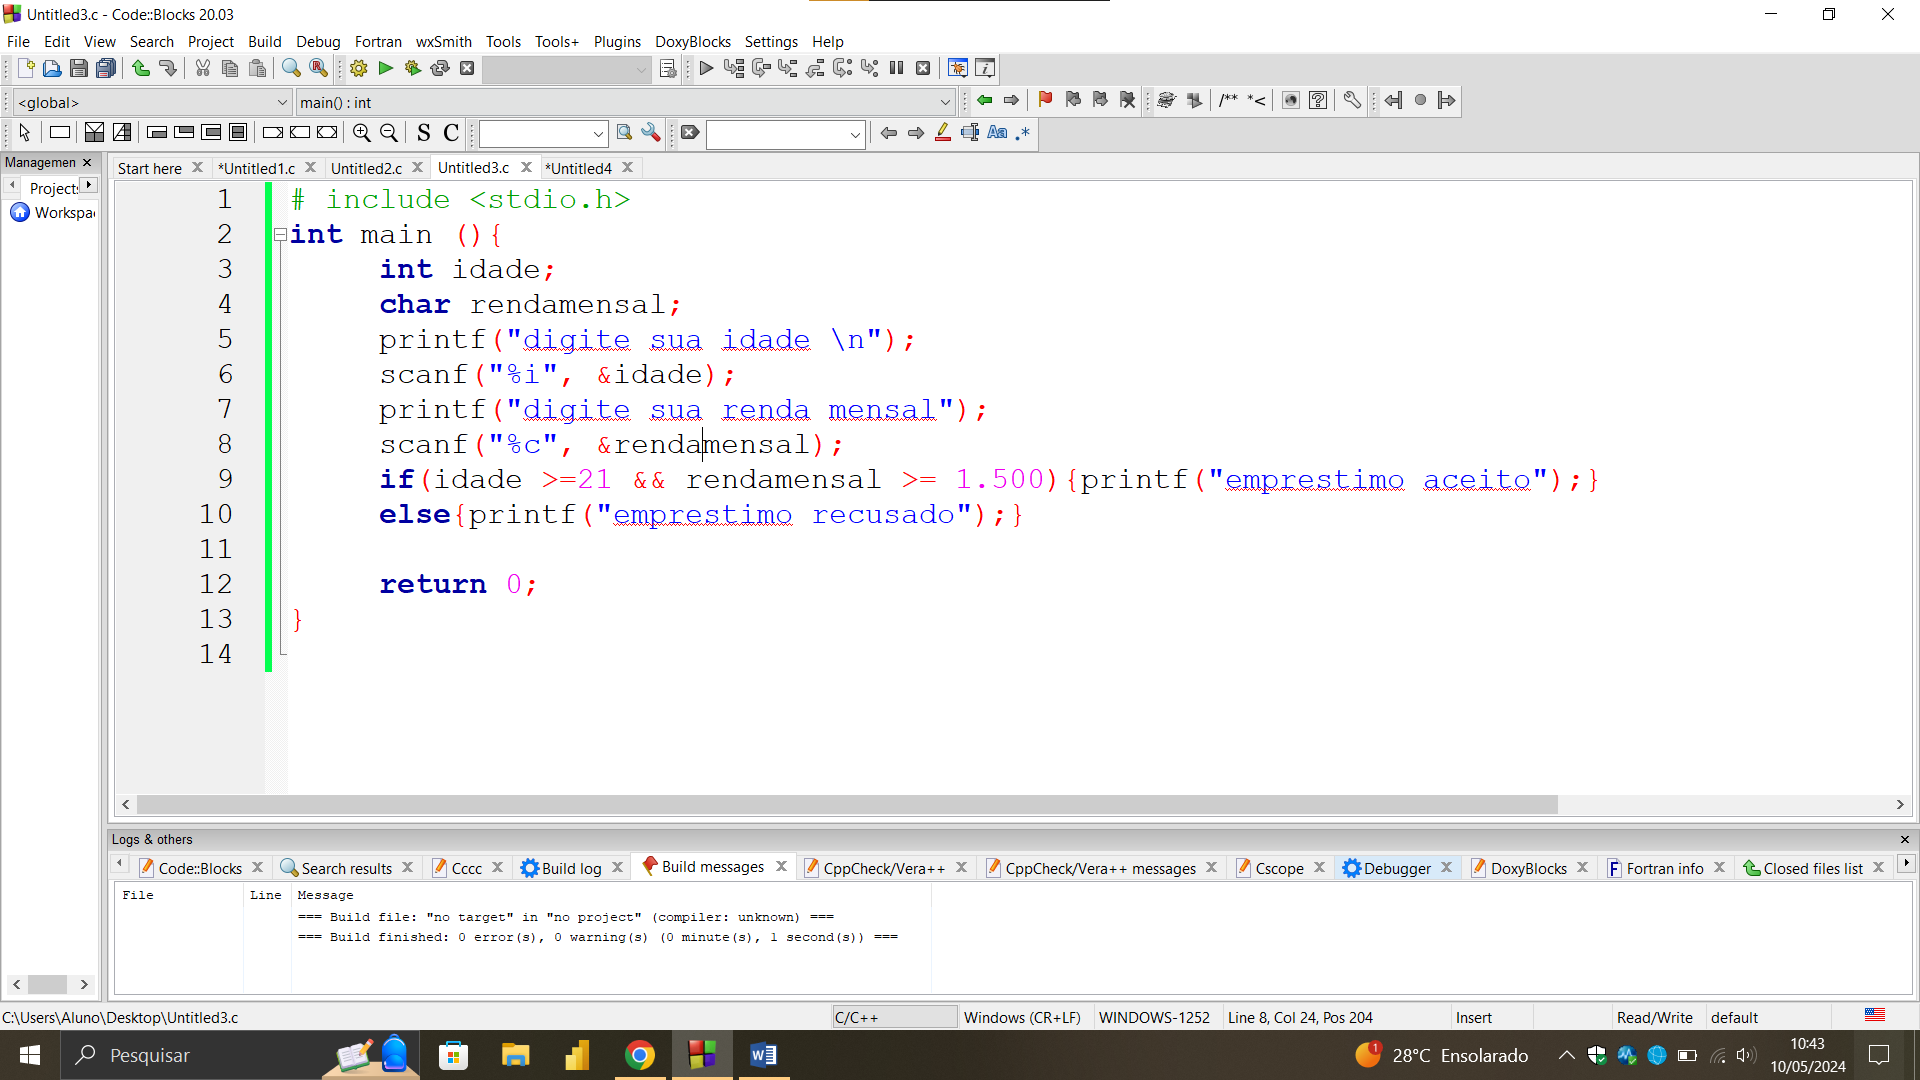 Untitled3.c - Code::Blocks 20.03
File Edit View Search Project Build Debug Fortran wxSmith Tools Tools+ Plugins DoxyBlocks Settings Help
<global> main() : int /** *<
S C Aa .*
Managemen
Projects
Workspa
Start here *Untitled1.c Untitled2.c Untitled3.c *Untitled4
1 # include <stdio.h>
2 int main (){
3 int idade;
4 char rendamensal;
5 printf("digite sua idade \n");
6 scanf("%i", &idade);
7 printf("digite sua renda mensal");
8 scanf("%c", &rendamensal);
9 if(idade >=21 && rendamensal >= 1.500){printf("emprestimo aceito");}
10 else{printf("emprestimo recusado");}
11
12 return 0;
13 }
14
Logs & others
Code::Blocks Search results Cccc Build log Build messages CppCheck/Vera++ CppCheck/Vera++ messages Cscope Debugger DoxyBlocks Fortran info Closed files list
File Line Message
=== Build file: "no target" in "no project" (compiler: unknown) ===
=== Build finished: 0 error(s), 0 warning(s) (0 minute(s), 1 second(s)) ===
C:\Users\Aluno\Desktop\Untitled3.c C/C++ Windows (CR+LF) WINDOWS-1252 Line 8, Col 24, Pos 204 Insert Read/Write default
Pesquisar 1 28°C Ensolarado 10:43
10/05/2024